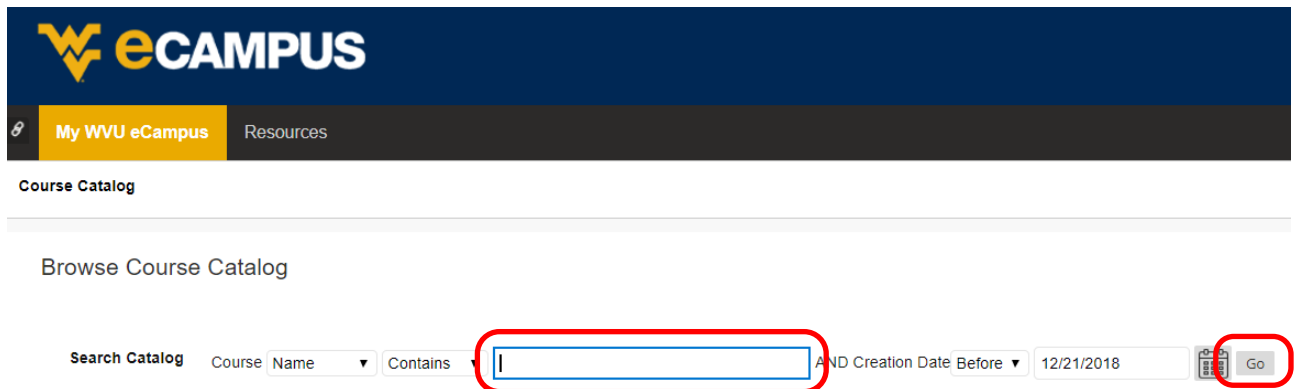 eCAMPUS
My WVU eCampus Resources
Course Catalog
Browse Course Catalog
Search Catalog Course Name Contains AND Creation Date Before 12/21/2018 Go